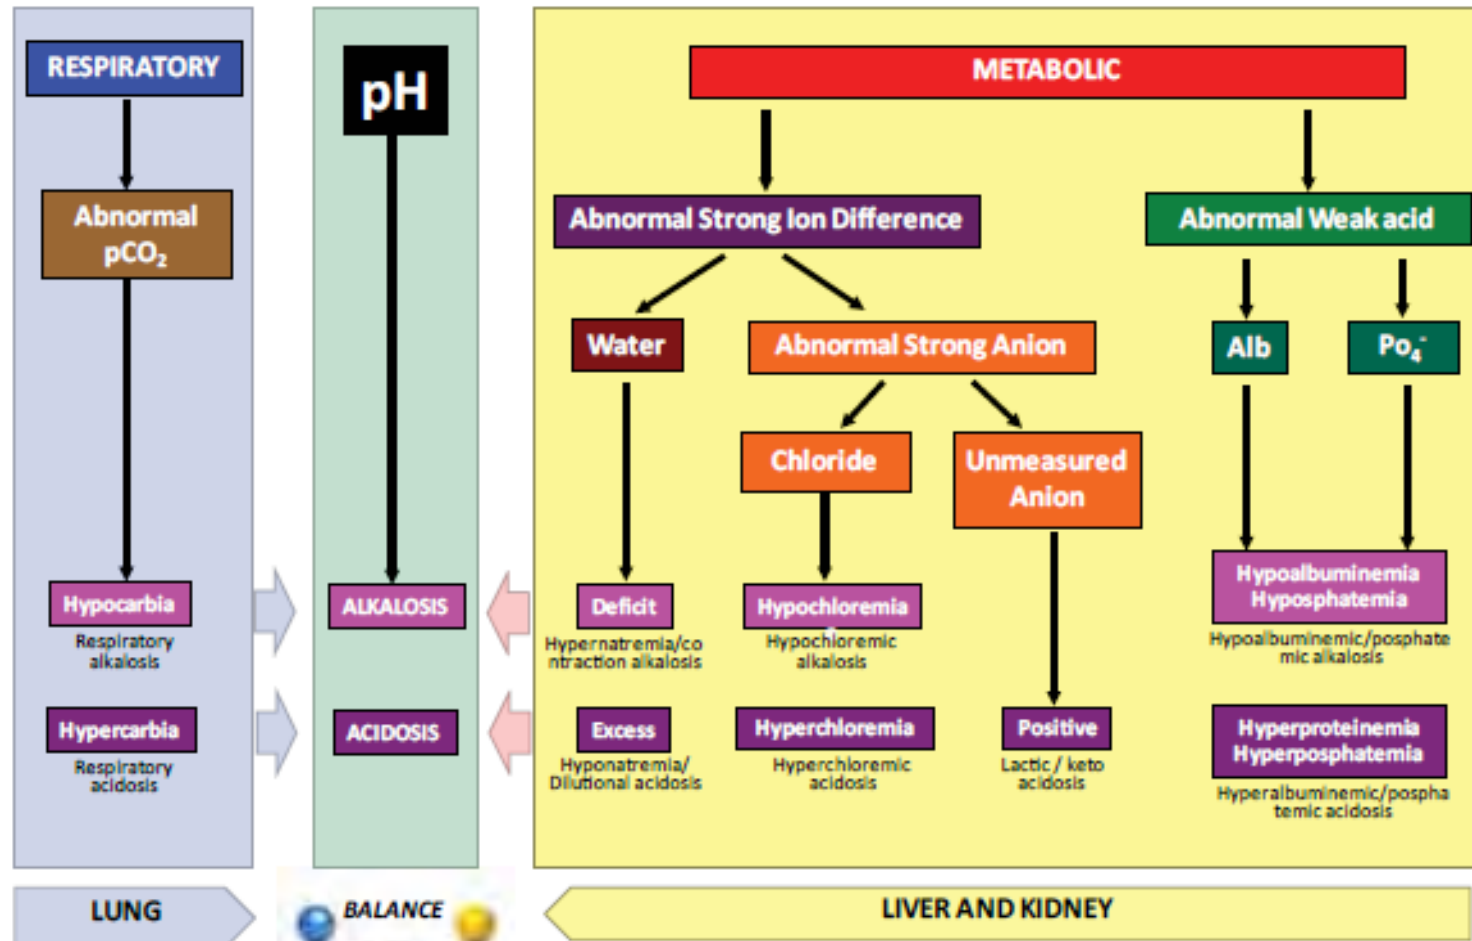 RESPIRATORY
Abnormal
pCO₂
Hypocarbia
Respiratory
alkalosis
Hypercarbia
Respiratory
acidosis
LUNG
pH
ALKALOSIS
ACIDOSIS
BALANCE
METABOLIC
Abnormal Strong Ion Difference
Water
Deficit
Hypernatremia/co
ntraction alkalosis
Excess
Hyponatremia/
Dilutional acidosis
Abnormal Strong Anion
Chloride
Hypochloremia
Hypochloremic
alkalosis
Hyperchloremia
Hyperchloremic
acidosis
Unmeasured
Anion
Positive
Lactic / keto
acidosis
Abnormal Weak acid
Alb
Po₄⁻
Hypoalbuminemia
Hyposphatemia
Hypoalbuminemic/posphate
mic alkalosis
Hyperproteinemia
Hyperposphatemia
Hyperalbuminemic/pospha
temic acidosis
LIVER AND KIDNEY